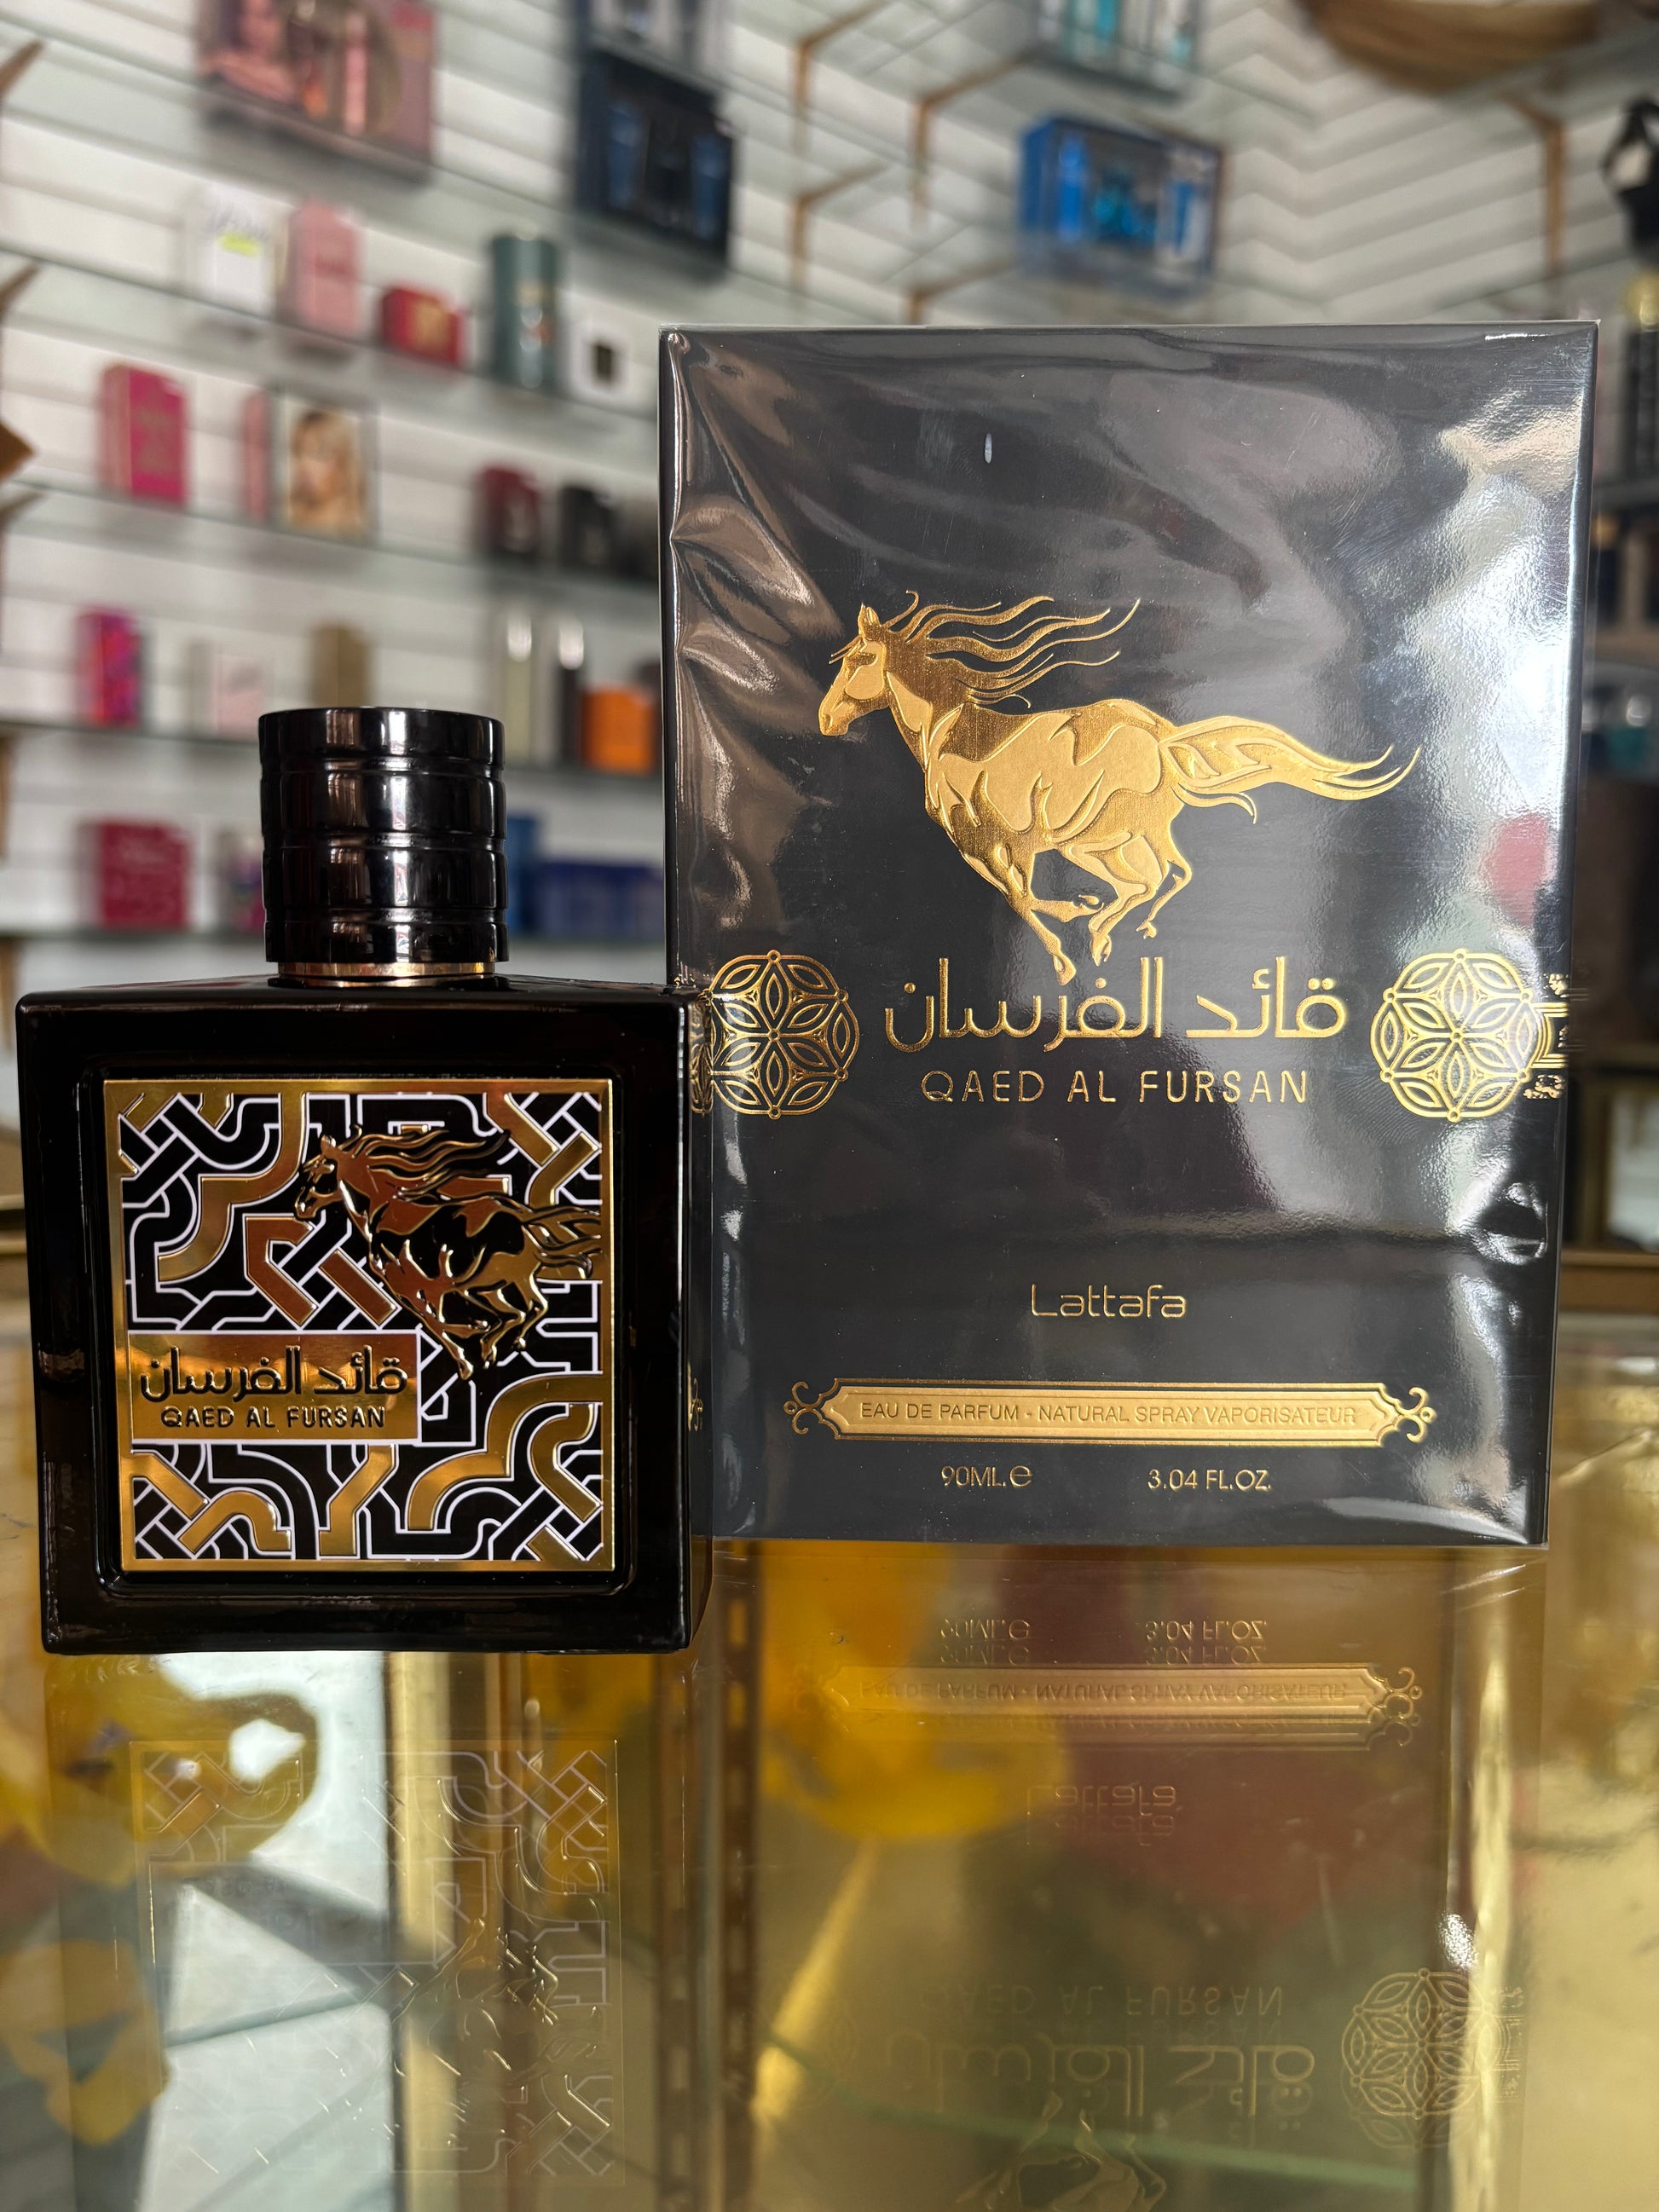 قائد الفرسان
QAED AL FURSAN
Lattafa
EAU DE PARFUM - NATURAL SPRAY VAPORISATEUR
90ML.e 3.04 FL.OZ.
قائد الفرسان
QAED AL FURSAN